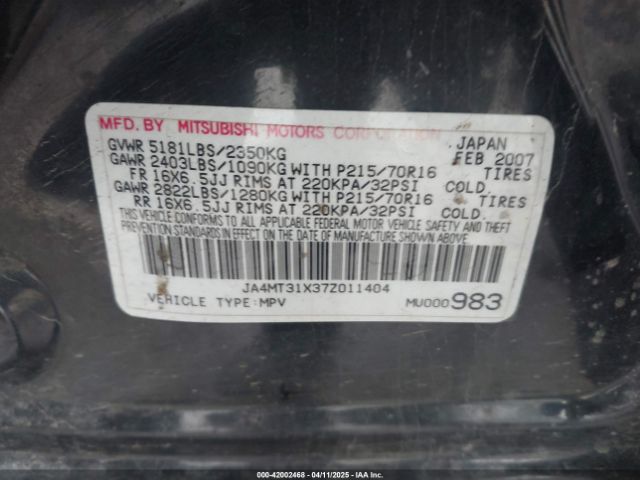 MFD. BY MITSUBISHI MOTORS CORPORATION JAPAN
GVWR 5181LBS/2350KG FEB 2007
GAWR 2403LBS/1090KG WITH P215/70R16 TIRES
FR 16X6.5JJ RIMS AT 220KPA/32PSI COLD.
GAWR 2822LBS/1280KG WITH P215/70R16 TIRES
RR 16X6.5JJ RIMS AT 220KPA/32PSI COLD.
THIS VEHICLE CONFORMS TO ALL APPLICABLE FEDERAL MOTOR VEHICLE SAFETY AND THEFT
PREVENTION STANDARDS IN EFFECT ON THE DATE OF MANUFACTURE SHOWN ABOVE.
JA4MT31X37Z011404
VEHICLE TYPE:MPV MU000983
000-42002468 - 04/11/2025 - IAAI.com